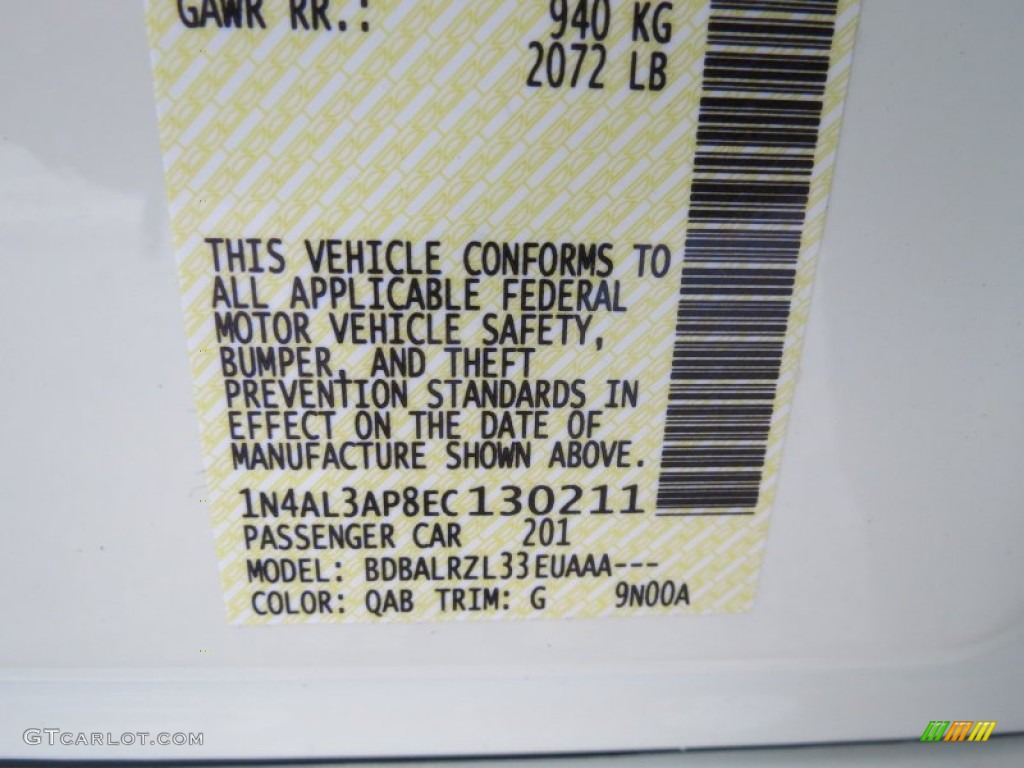 GAWR RR.: 940 KG
2072 LB
THIS VEHICLE CONFORMS TO
ALL APPLICABLE FEDERAL
MOTOR VEHICLE SAFETY,
BUMPER, AND THEFT
PREVENTION STANDARDS IN
EFFECT ON THE DATE OF
MANUFACTURE SHOWN ABOVE.
1N4AL3AP8EC130211
PASSENGER CAR 201
MODEL: BDBALRZL33EUAAA---
COLOR: QAB TRIM: G 9N00A
GTCARLOT.COM